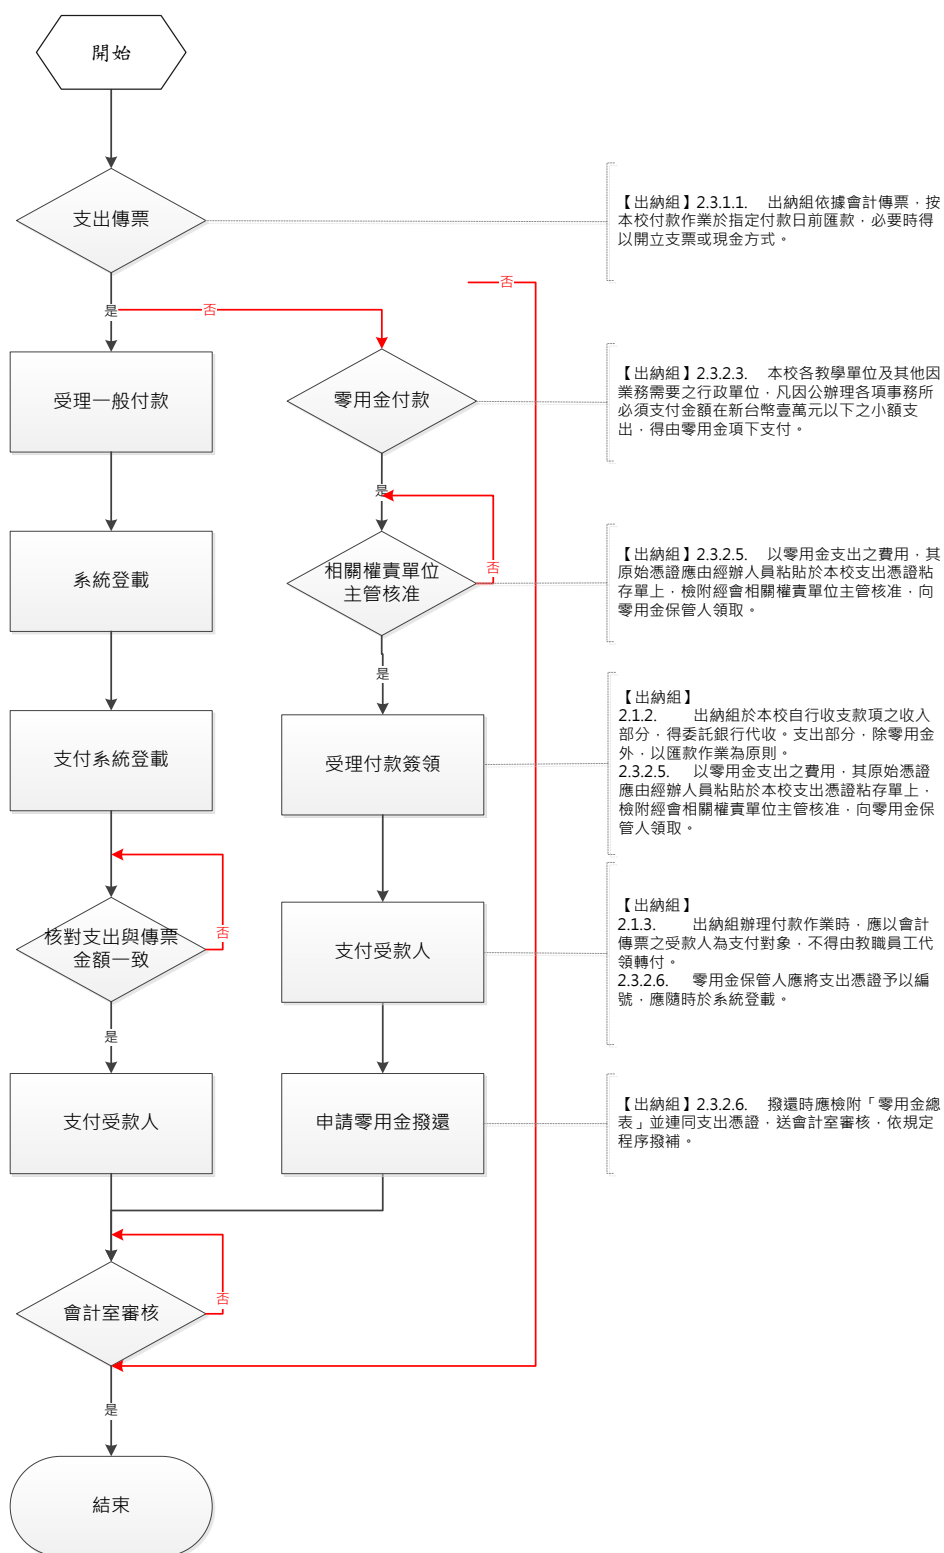 開始
支出傳票
【出納組】2.3.1.1. 出納組依據會計傳票，按
本校付款作業於指定付款日前匯款，必要時得
以開立支票或現金方式。
否
是
否
受理一般付款
零用金付款
【出納組】2.3.2.3. 本校各教學單位及其他因
業務需要之行政單位，凡因公辦理各項事務所
必須支付金額在新台幣壹萬元以下之小額支
出，得由零用金項下支付。
是
系統登載
相關權責單位
主管核准
否
【出納組】2.3.2.5. 以零用金支出之費用，其
原始憑證應由經辦人員粘貼於本校支出憑證粘
存單上，檢附經會相關權責單位主管核准，向
零用金保管人領取。
是
支付系統登載
受理付款簽領
【出納組】
2.1.2. 出納組於本校自行收支款項之收入
部分，得委託銀行代收。支出部分，除零用金
外，以匯款作業為原則。
2.3.2.5. 以零用金支出之費用，其原始憑證
應由經辦人員粘貼於本校支出憑證粘存單上，
檢附經會相關權責單位主管核准，向零用金保
管人領取。
核對支出與傳票
金額一致
否
支付受款人
【出納組】
2.1.3. 出納組辦理付款作業時，應以會計
傳票之受款人為支付對象，不得由教職員工代
領轉付。
2.3.2.6. 零用金保管人應將支出憑證予以編
號，應隨時於系統登載。
是
支付受款人
申請零用金撥還
【出納組】2.3.2.6. 撥還時應檢附「零用金總
表」並連同支出憑證，送會計室審核，依規定
程序撥補。
會計室審核
否
是
結束